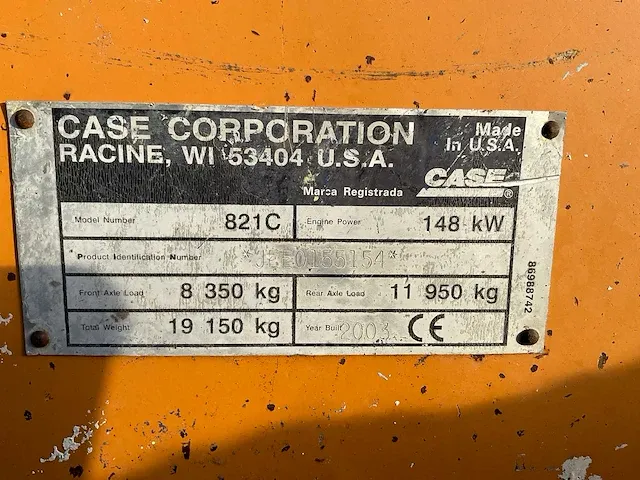 CASE CORPORATION
RACINE, WI 53404 U.S.A.
Made In U.S.A.
Marca Registrada
CASE ®
Model Number 821C
Engine Power 148 kW
Product Identification Number
Front Axle Load 8 350 kg
Rear Axle Load 11 950 kg
Total Weight 19 150 kg
Year Built 2003 CE
86988742